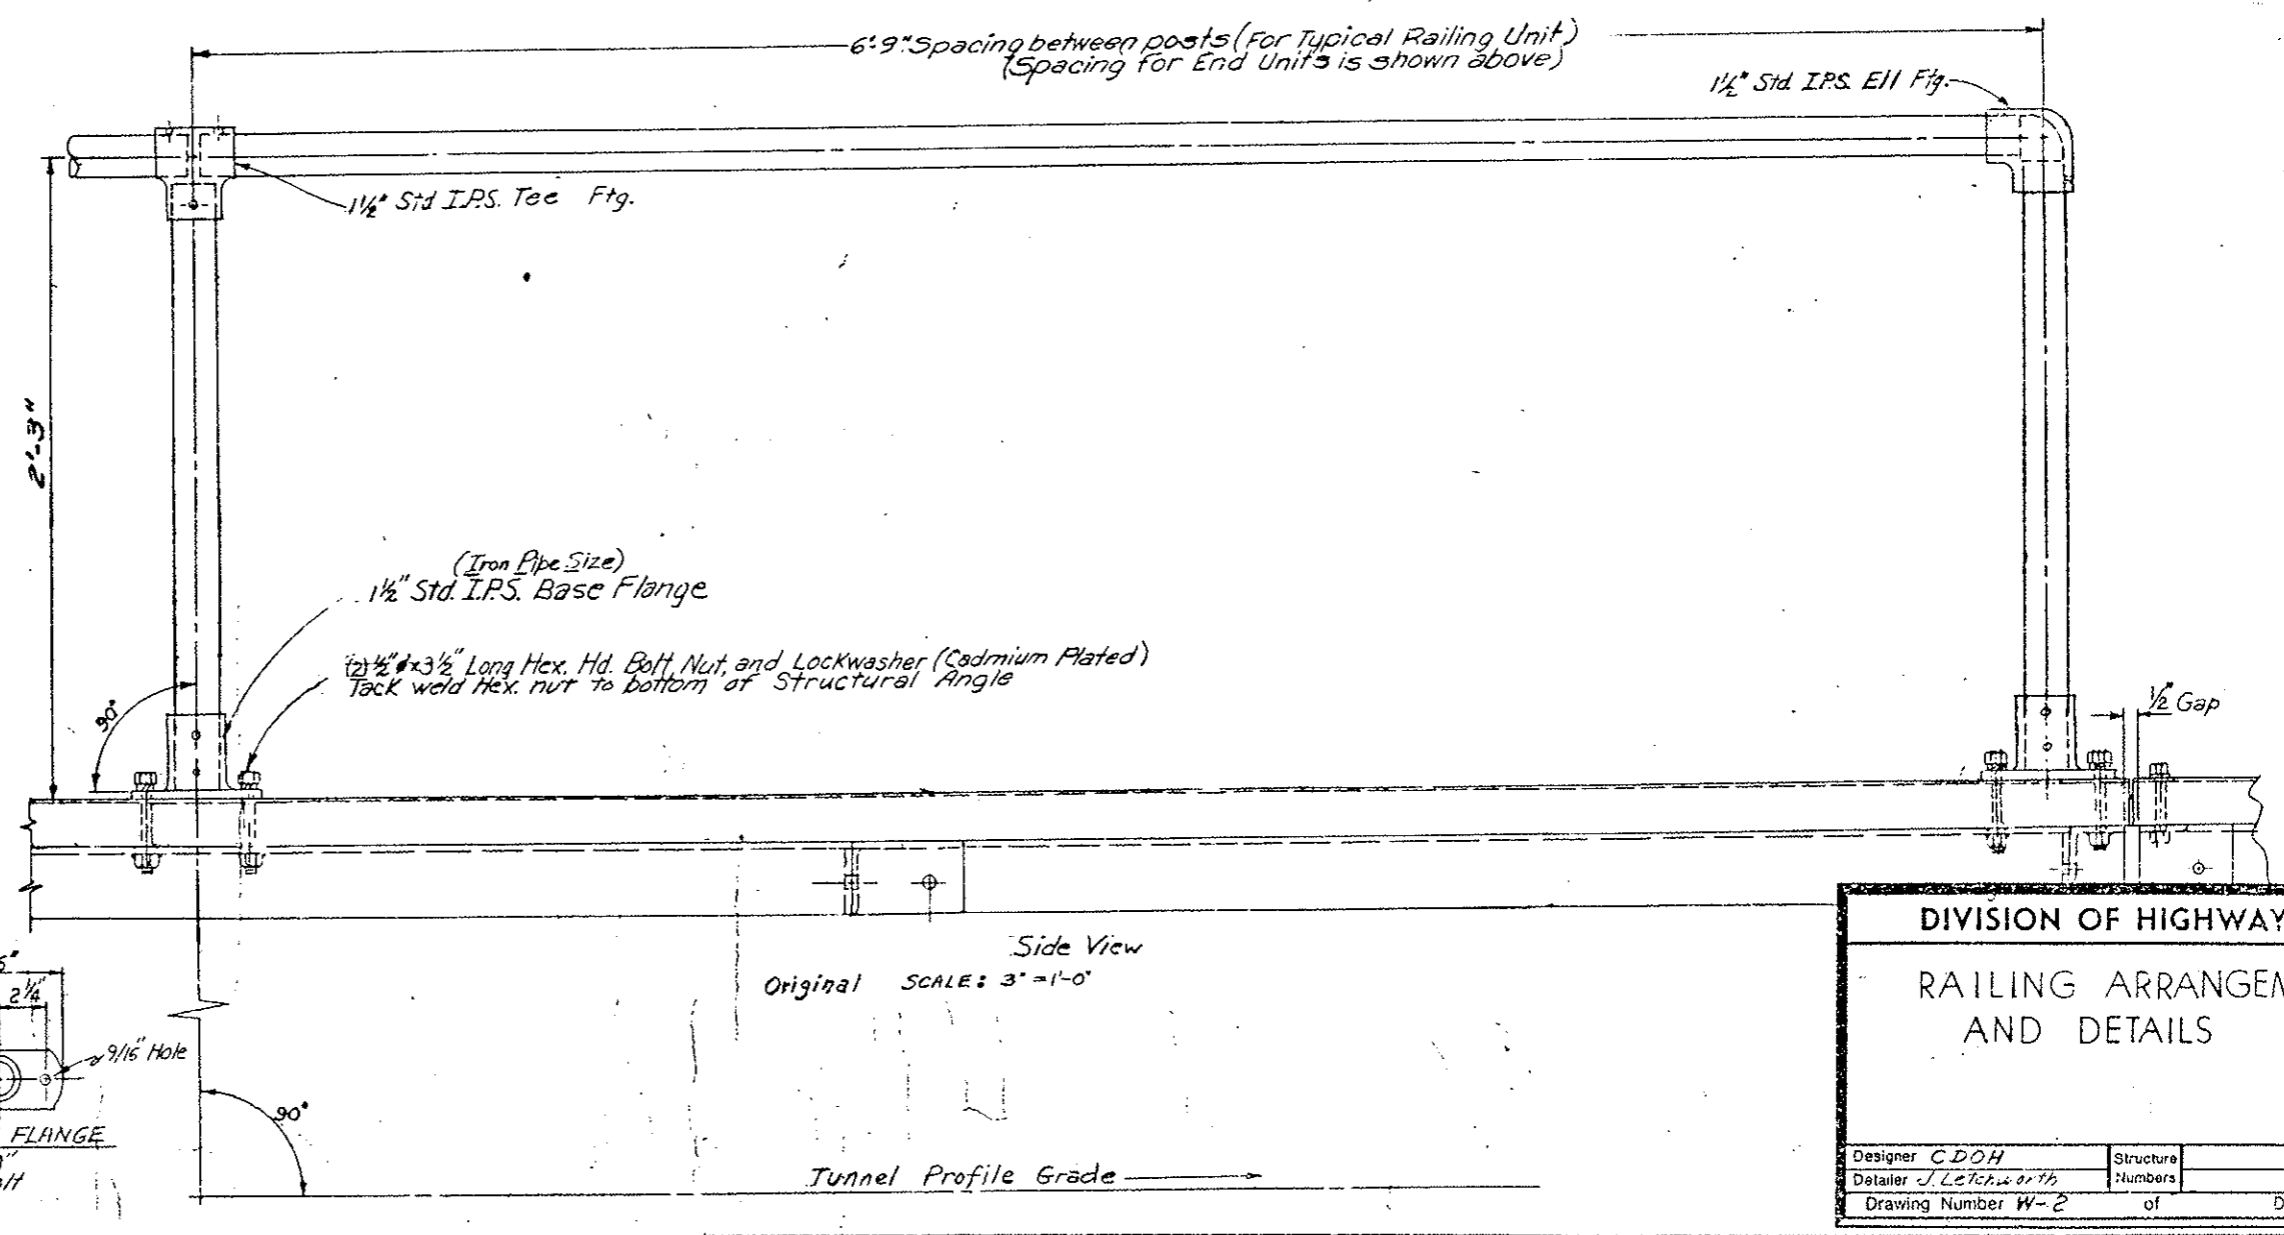 6'-9" Spacing between posts (For Typical Railing Unit)
(Spacing for End Units is shown above)
1½" Std. I.P.S. Ell Ftg.
1½" Std I.P.S. Tee Ftg.
2'-3"
(Iron Pipe Size)
1½" Std. I.P.S. Base Flange
(2) ½"ø x 3½" Long Hex. Hd. Bolt, Nut, and Lockwasher (Cadmium Plated)
Tack weld Hex. nut to bottom of Structural Angle
90°
½" Gap
Side View
Original SCALE: 3" = 1'-0"
2¼"
9/16" Hole
FLANGE
90°
Tunnel Profile Grade
DIVISION OF HIGHWAY
RAILING ARRANGEM
AND DETAILS
Designer CDOH
Structure
Numbers
Detailer J. Letchworth
Drawing Number W-2 of D